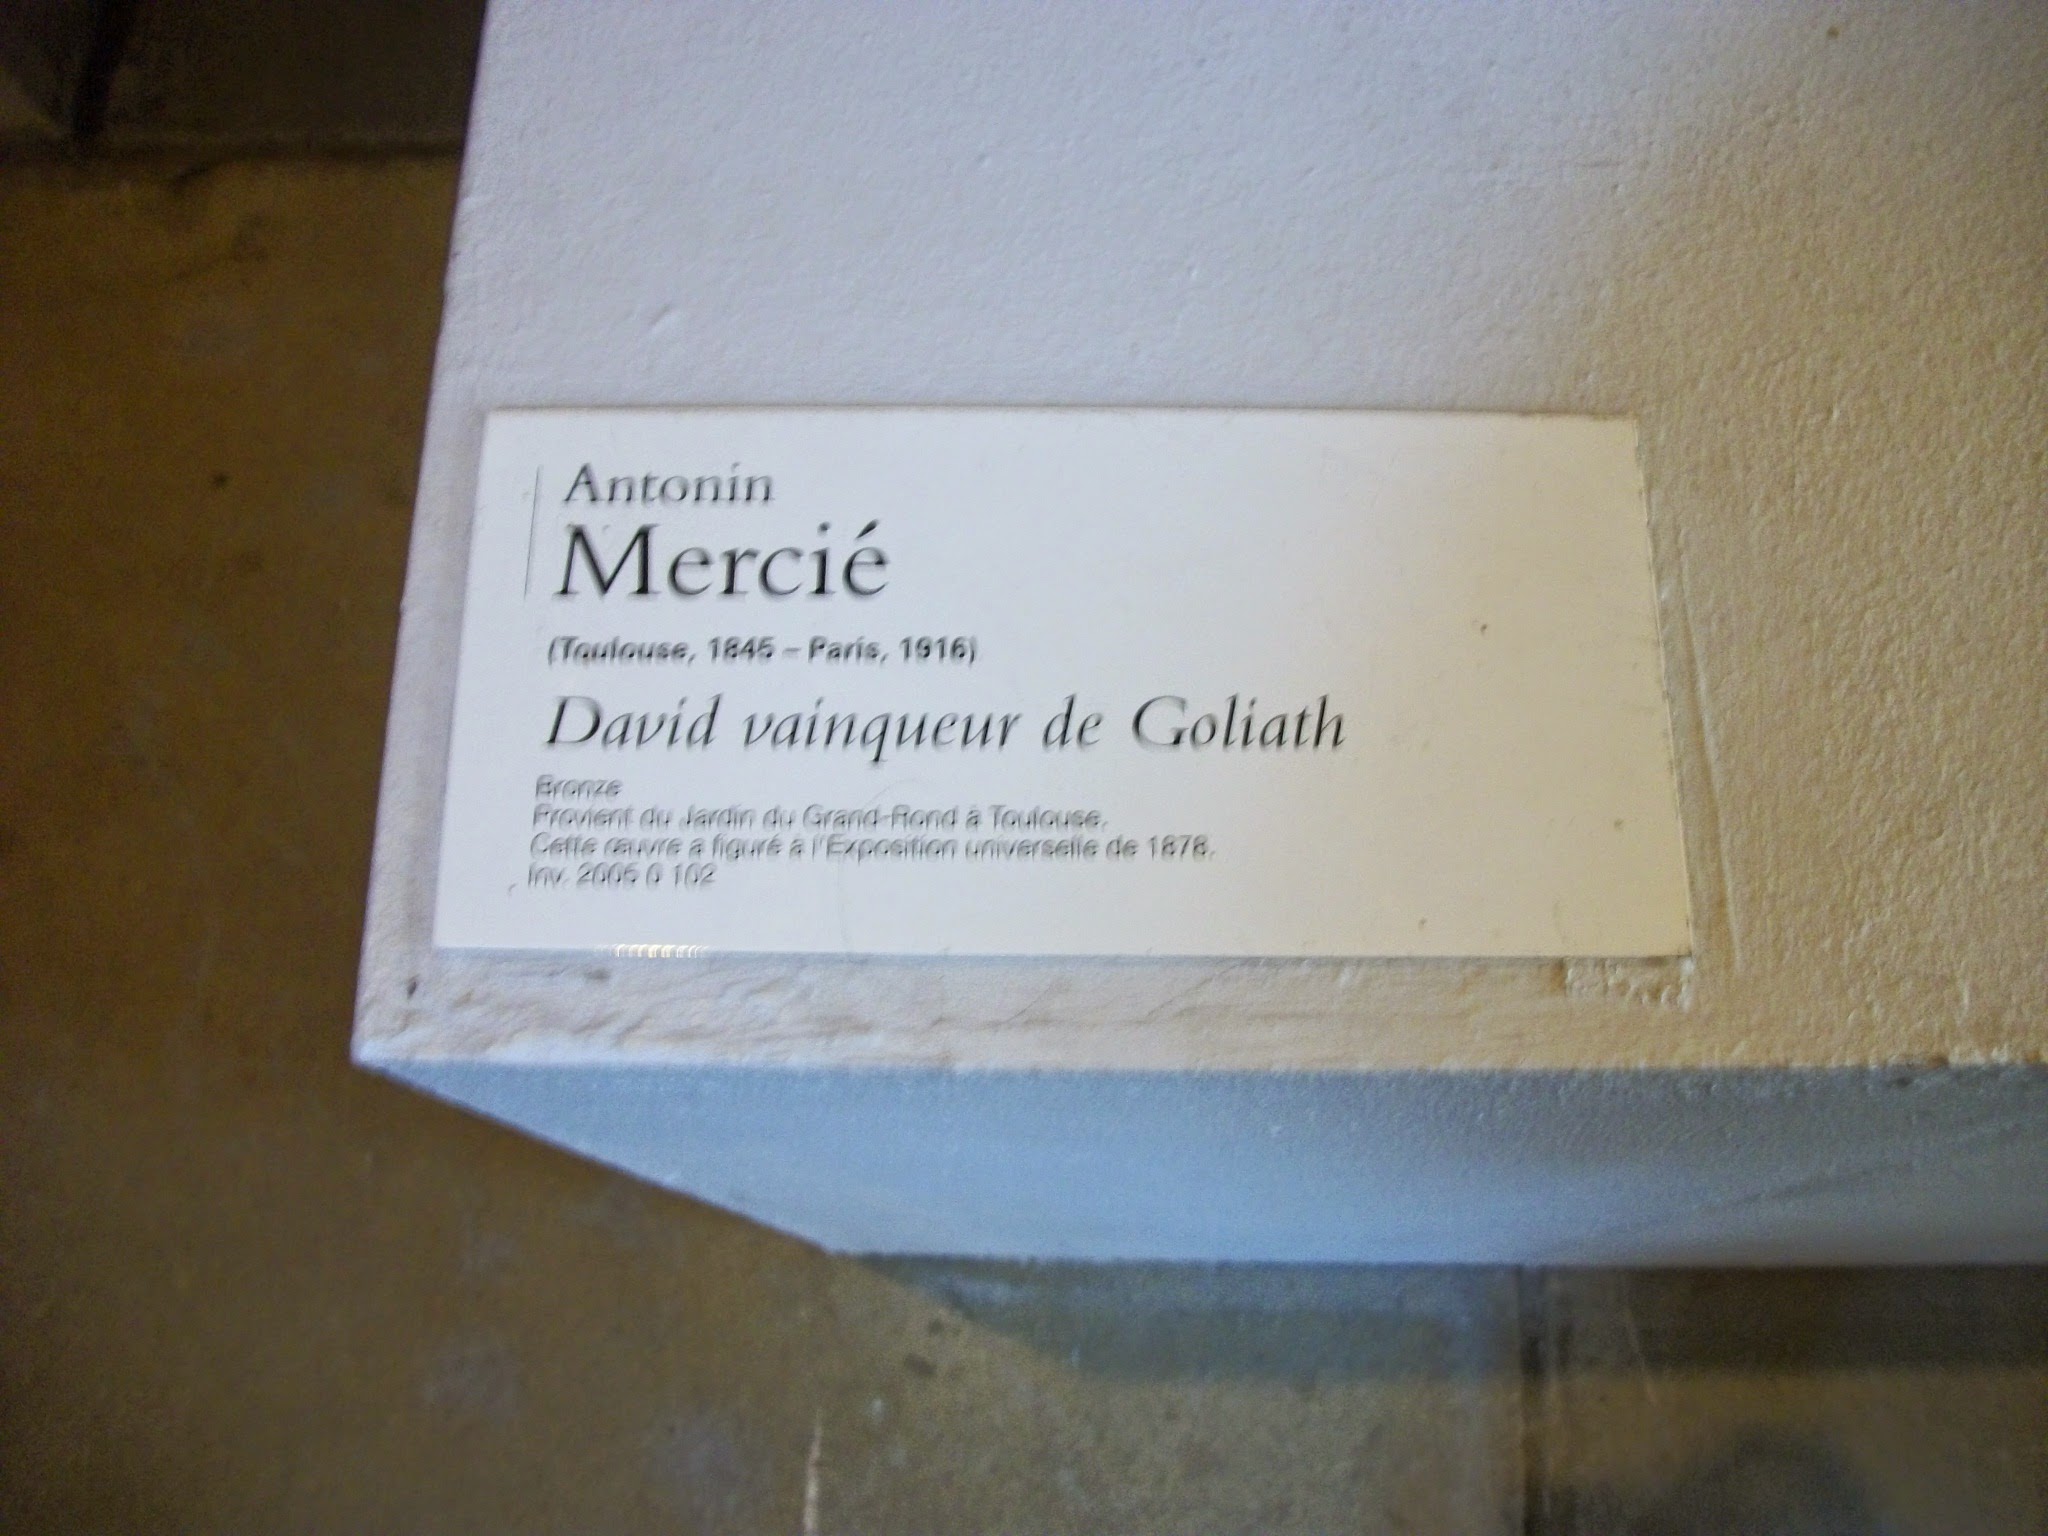 Antonin
Mercié
(Toulouse, 1845 – Paris, 1916)
David vainqueur de Goliath
Bronze
Provient du Jardin du Grand-Rond à Toulouse.
Cette œuvre a figuré à l'Exposition universelle de 1878.
Inv. 2005 0 102